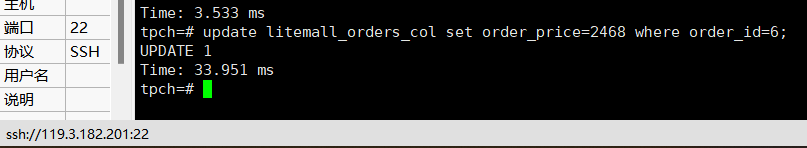 主机
端口 22
协议 SSH
用户名
说明
Time: 3.533 ms
tpch=# update litemall_orders_col set order_price=2468 where order_id=6;
UPDATE 1
Time: 33.951 ms
tpch=#
ssh://119.3.182.201:22